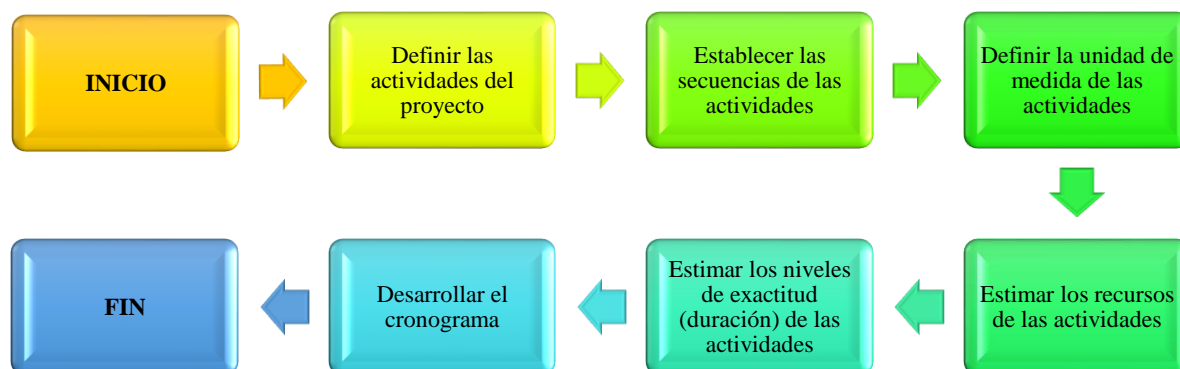 INICIO
Definir las
actividades del
proyecto
Establecer las
secuencias de las
actividades
Definir la unidad de
medida de las
actividades
Estimar los recursos
de las actividades
Estimar los niveles
de exactitud
(duración) de las
actividades
Desarrollar el
cronograma
FIN